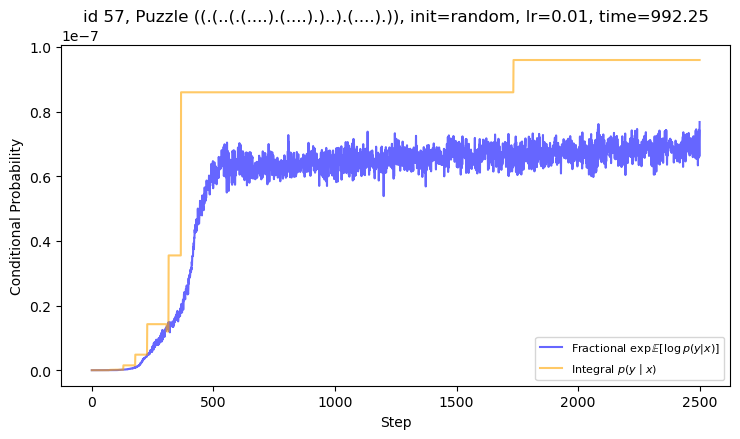 id 57, Puzzle ((.(..(.(....).(....).)..).(....).)), init=random, lr=0.01, time=992.25
1e−7
1.0
0.8
0.6
0.4
0.2
0.0
Conditional Probability
0
500
1000
1500
2000
2500
Step
Fractional exp𝔼[log p(y|x)]
Integral p(y | x)